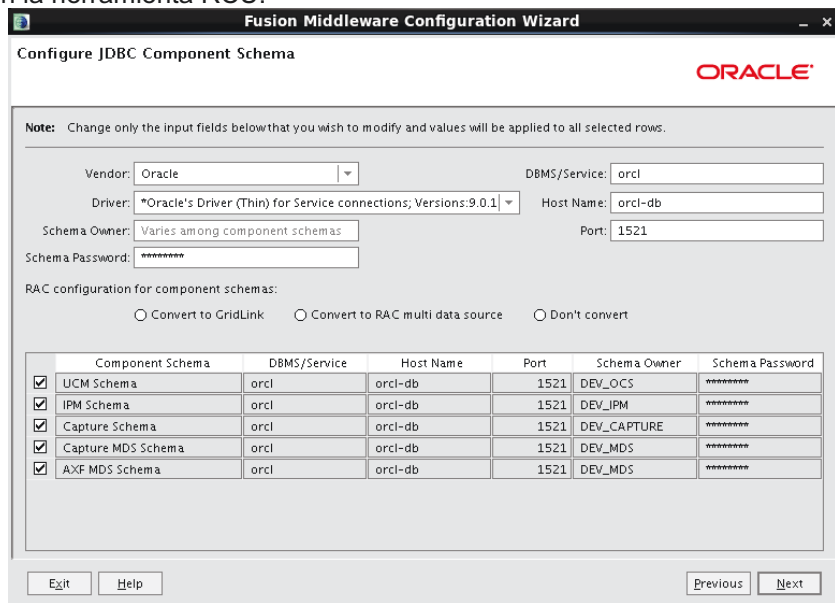 la herramienta RCU.
Fusion Middleware Configuration Wizard
Configure JDBC Component Schema
ORACLE
Note: Change only the input fields below that you wish to modify and values will be applied to all selected rows.
Vendor: Oracle DBMS/Service: orcl
Driver: *Oracle's Driver (Thin) for Service connections; Versions:9.0.1 Host Name: orcl-db
Schema Owner: Varies among component schemas Port: 1521
Schema Password: ********
RAC configuration for component schemas:
Convert to GridLink Convert to RAC multi data source Don't convert
Component Schema DBMS/Service Host Name Port Schema Owner Schema Password
UCM Schema orcl orcl-db 1521 DEV_OCS ********
IPM Schema orcl orcl-db 1521 DEV_IPM ********
Capture Schema orcl orcl-db 1521 DEV_CAPTURE ********
Capture MDS Schema orcl orcl-db 1521 DEV_MDS ********
AXF MDS Schema orcl orcl-db 1521 DEV_MDS ********
Exit Help Previous Next